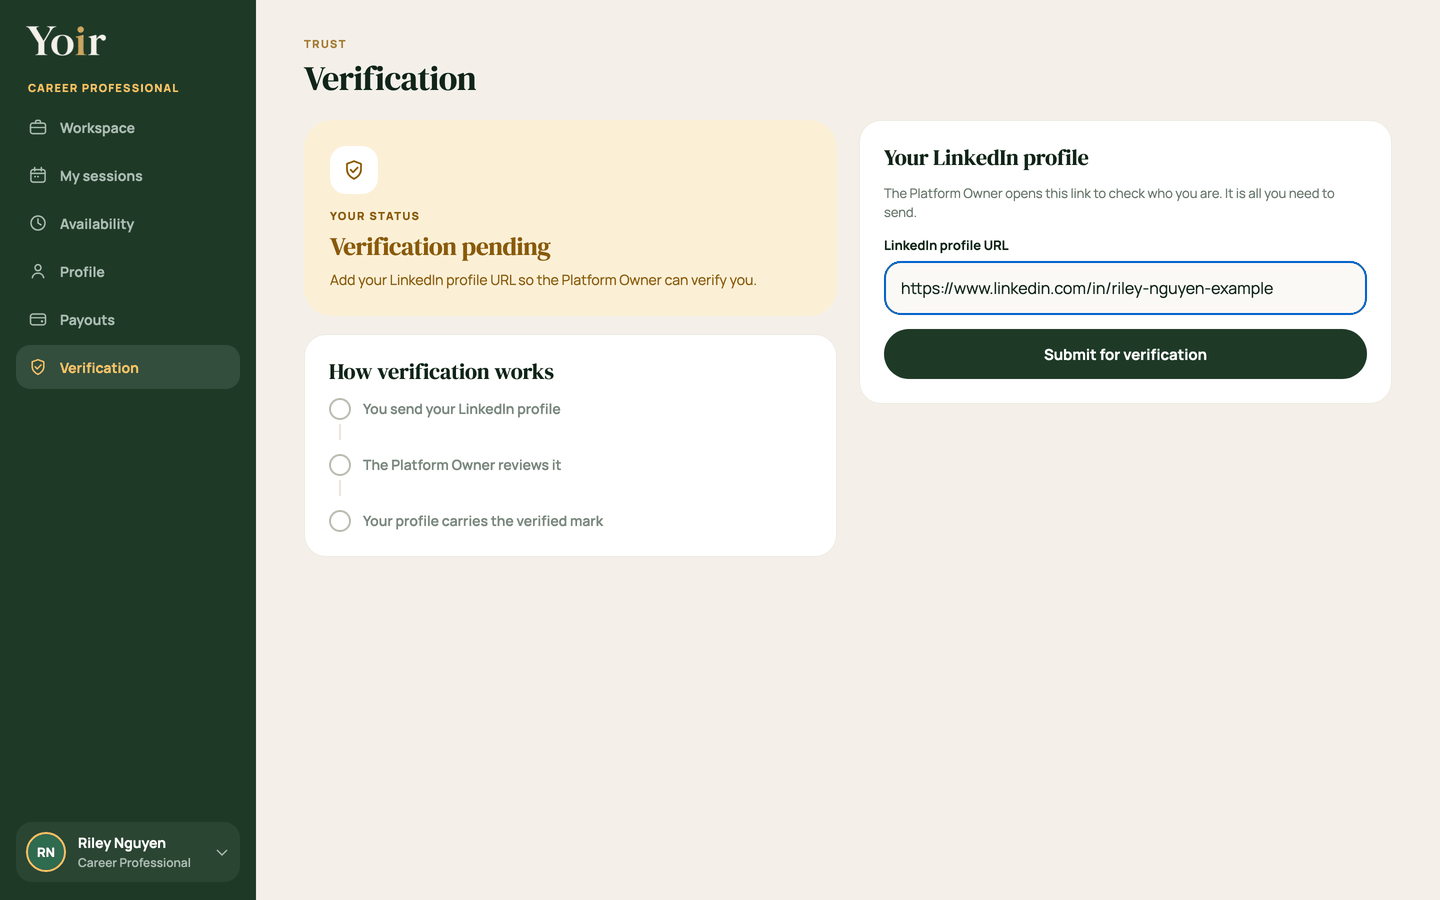 Yoir
CAREER PROFESSIONAL
Workspace
My sessions
Availability
Profile
Payouts
Verification
RN
Riley Nguyen
Career Professional
TRUST
Verification
YOUR STATUS
Verification pending
Add your LinkedIn profile URL so the Platform Owner can verify you.
How verification works
You send your LinkedIn profile
The Platform Owner reviews it
Your profile carries the verified mark
Your LinkedIn profile
The Platform Owner opens this link to check who you are. It is all you need to
send.
LinkedIn profile URL
https://www.linkedin.com/in/riley-nguyen-example
Submit for verification